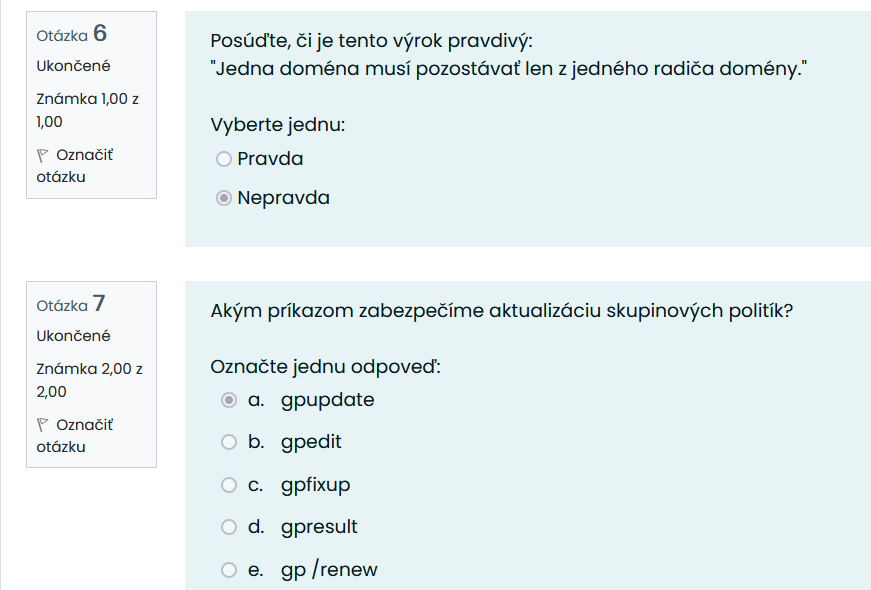 Otázka 6
Ukončené
Známka 1,00 z
1,00
Označiť
otázku
Posúďte, či je tento výrok pravdivý:
"Jedna doména musí pozostávať len z jedného radiča domény."
Vyberte jednu:
Pravda
Nepravda
Otázka 7
Ukončené
Známka 2,00 z
2,00
Označiť
otázku
Akým príkazom zabezpečíme aktualizáciu skupinových politík?
Označte jednu odpoveď:
a. gpupdate
b. gpedit
c. gpfixup
d. gpresult
e. gp /renew